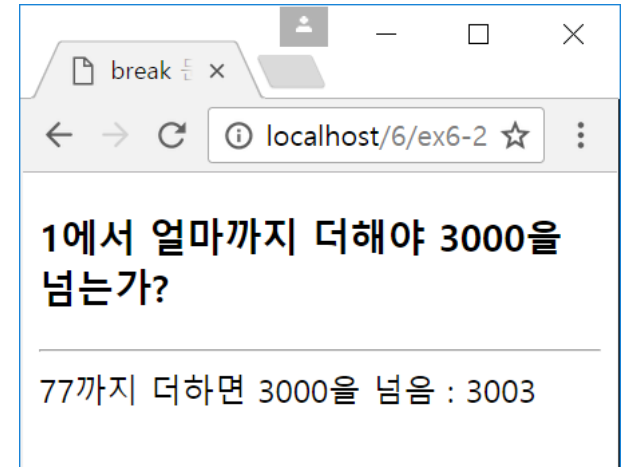 break
localhost/6/ex6-2
1에서 얼마까지 더해야 3000을
넘는가?
77까지 더하면 3000을 넘음 : 3003